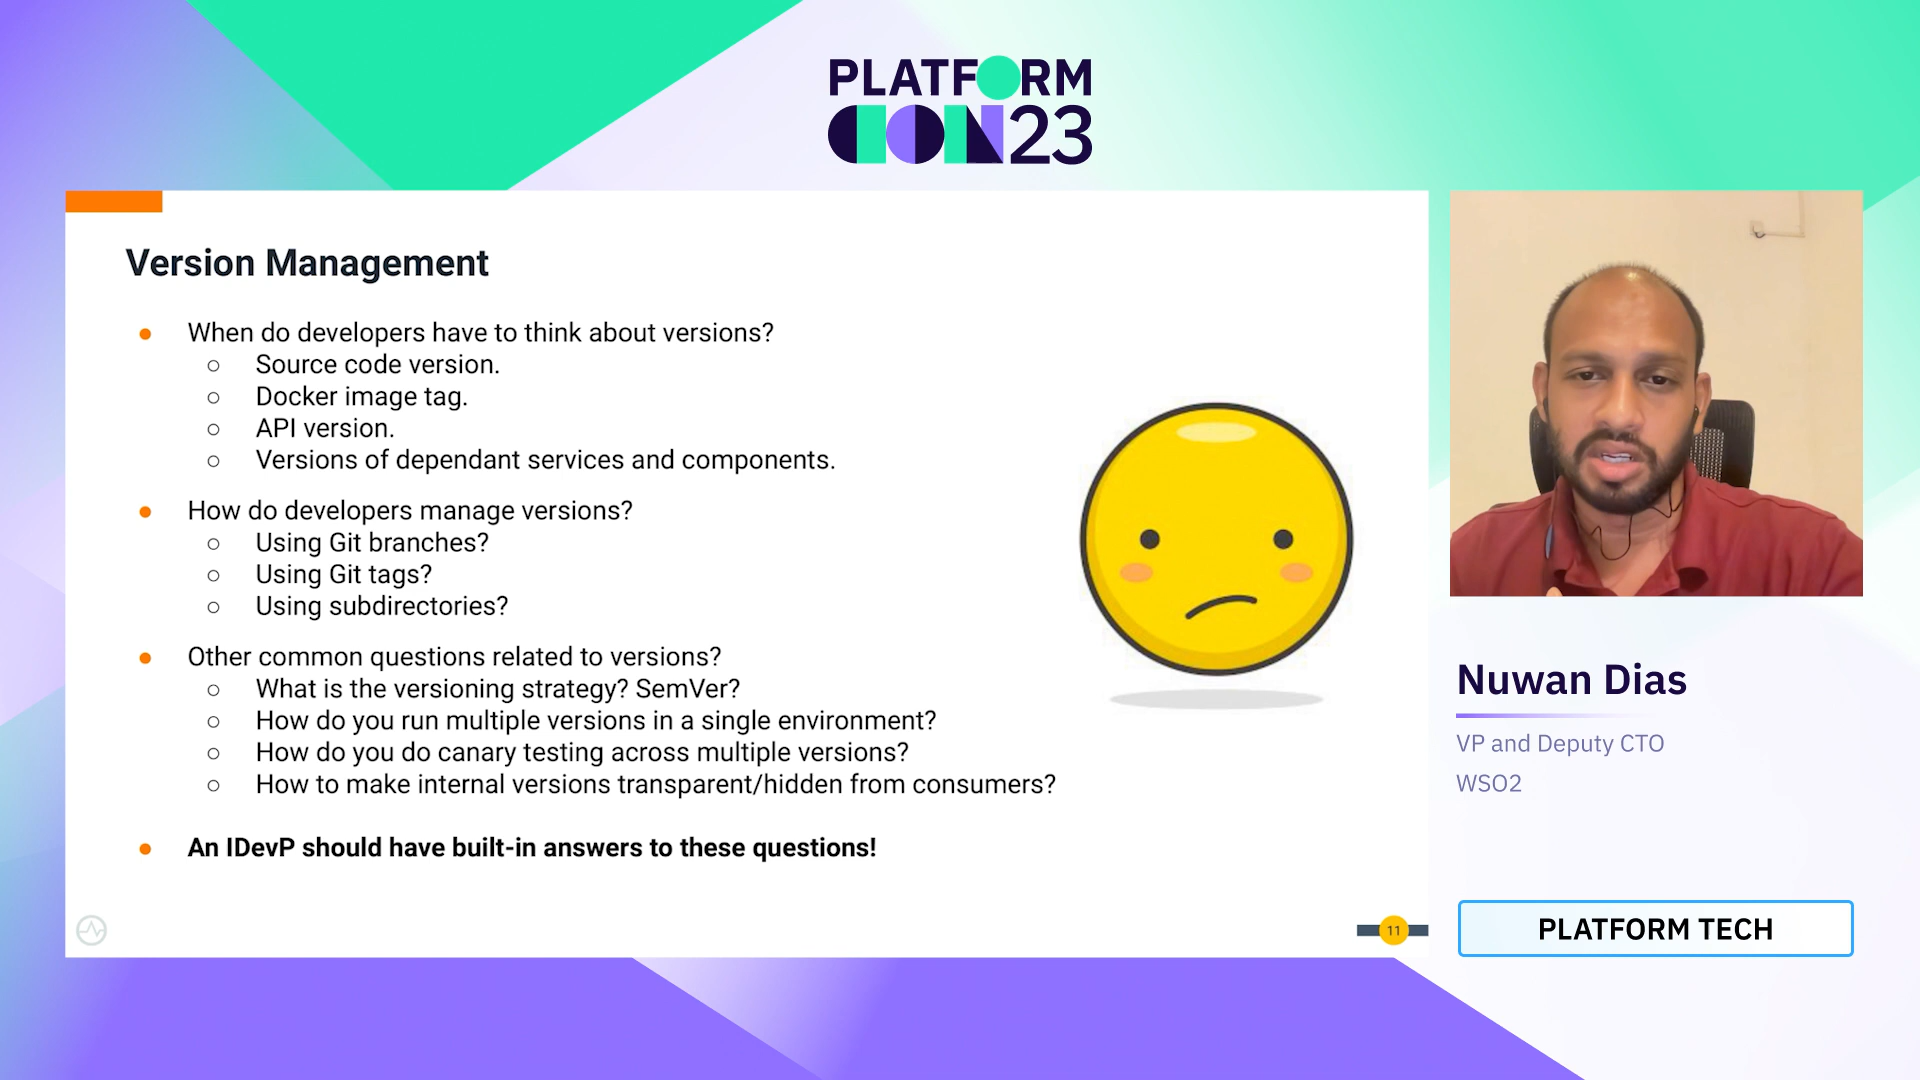 PLATFORM
CON23
Version Management
● When do developers have to think about versions?
○ Source code version.
○ Docker image tag.
○ API version.
○ Versions of dependant services and components.
● How do developers manage versions?
○ Using Git branches?
○ Using Git tags?
○ Using subdirectories?
● Other common questions related to versions?
○ What is the versioning strategy? SemVer?
○ How do you run multiple versions in a single environment?
○ How do you do canary testing across multiple versions?
○ How to make internal versions transparent/hidden from consumers?
● An IDevP should have built-in answers to these questions!
11
Nuwan Dias
VP and Deputy CTO
WSO2
PLATFORM TECH